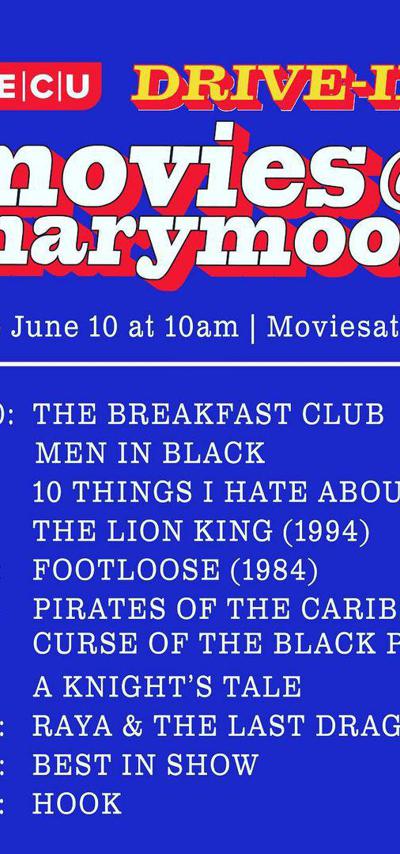 E|C|U DRIVE-I
movies@
narymoo
June 10 at 10am | Moviesat
0: THE BREAKFAST CLUB
MEN IN BLACK
10 THINGS I HATE ABOU
THE LION KING (1994)
: FOOTLOOSE (1984)
PIRATES OF THE CARIB
CURSE OF THE BLACK P
A KNIGHT'S TALE
: RAYA & THE LAST DRAG
: BEST IN SHOW
: HOOK